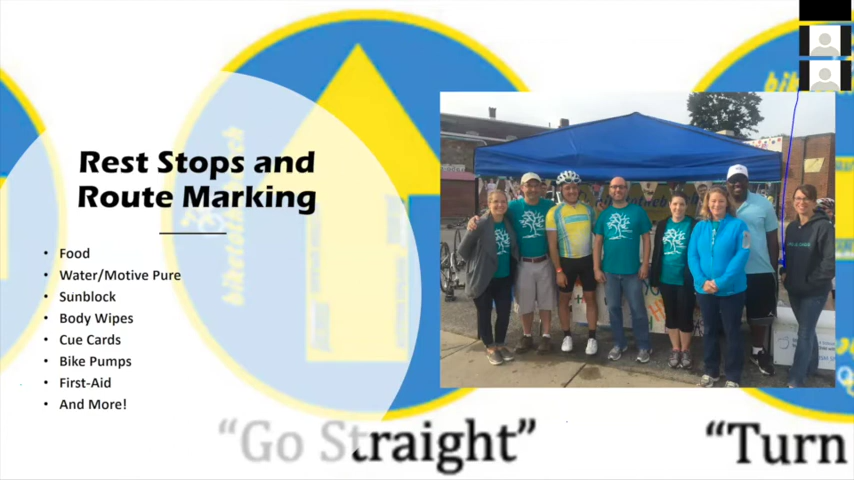 Rest Stops and
Route Marking
• Food
• Water/Motive Pure
• Sunblock
• Body Wipes
• Cue Cards
• Bike Pumps
• First-Aid
• And More!
“Go Straight”
“Turn